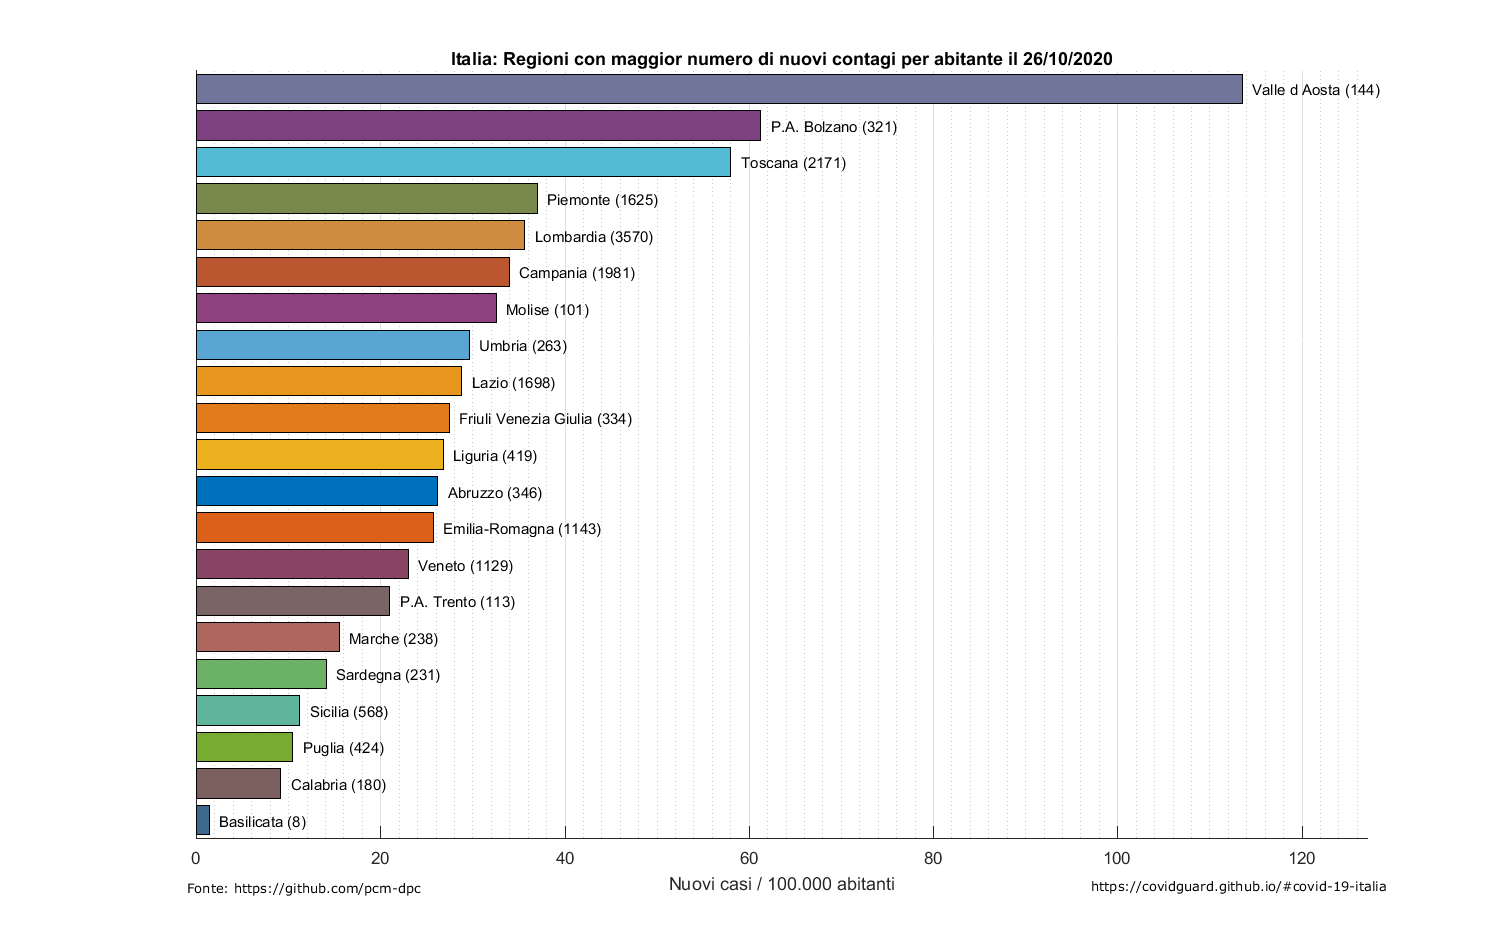 Italia: Regioni con maggior numero di nuovi contagi per abitante il 26/10/2020
Valle d Aosta (144)
P.A. Bolzano (321)
Toscana (2171)
Piemonte (1625)
Lombardia (3570)
Campania (1981)
Molise (101)
Umbria (263)
Lazio (1698)
Friuli Venezia Giulia (334)
Liguria (419)
Abruzzo (346)
Emilia-Romagna (1143)
Veneto (1129)
P.A. Trento (113)
Marche (238)
Sardegna (231)
Sicilia (568)
Puglia (424)
Calabria (180)
Basilicata (8)
0 20 40 60 80 100 120
Nuovi casi / 100.000 abitanti
Fonte: https://github.com/pcm-dpc
https://covidguard.github.io/#covid-19-italia